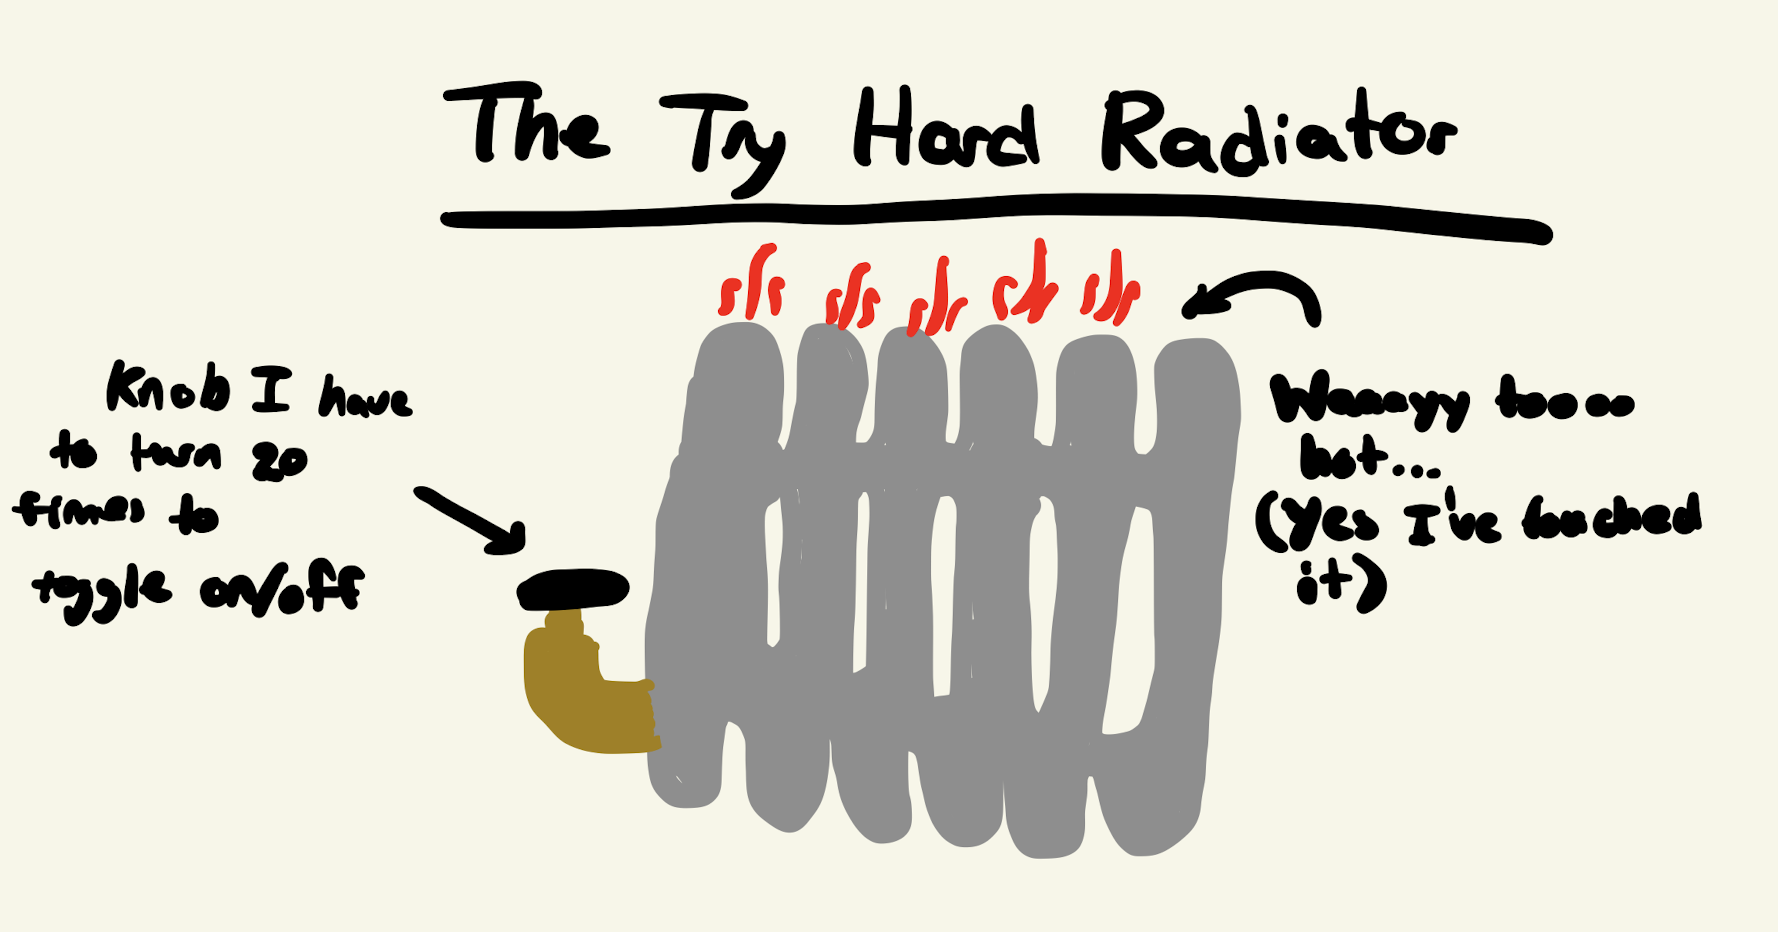 The Try Hard Radiator
Knob I have
to turn 20
times to
toggle on/off
Waaayy toooo
hot...
(Yes I've touched
it)